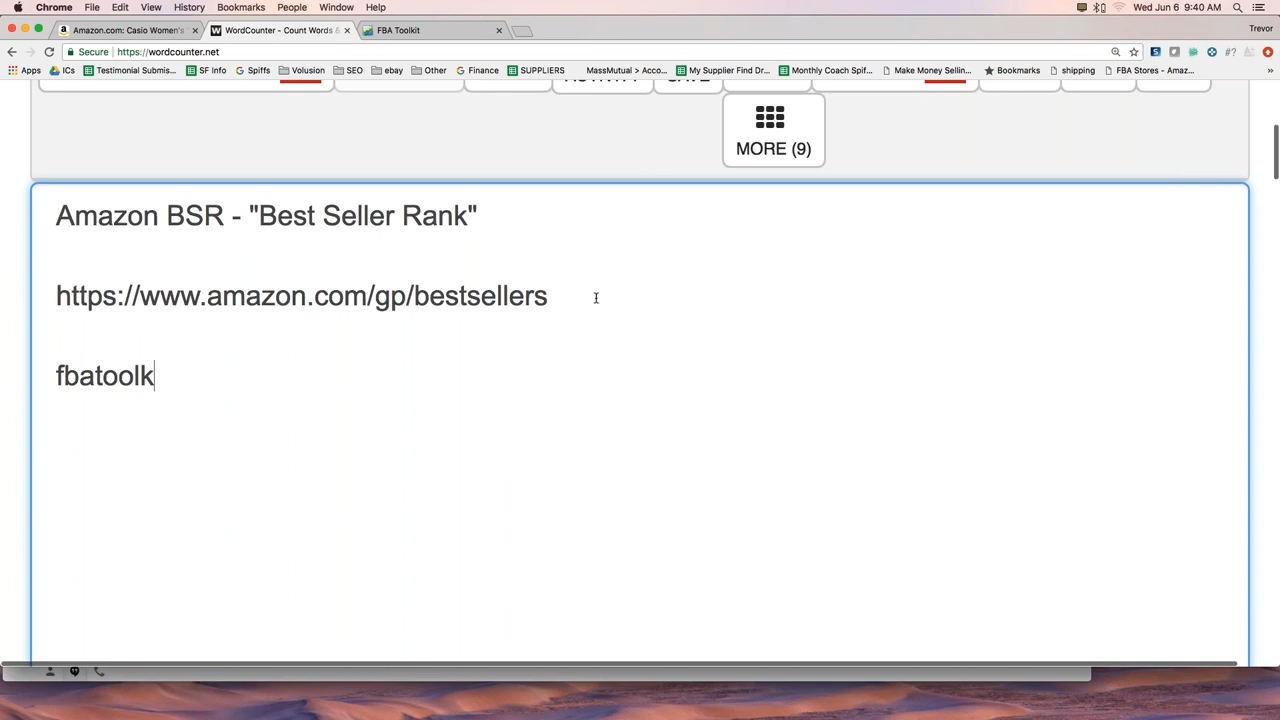 Chrome File Edit View History Bookmarks People Window Help Wed Jun 6 9:40 AM
Amazon.com: Casio Women's WordCounter - Count Words & FBA Toolkit Trevor
Secure https://wordcounter.net #?
Apps ICs Testimonial Submis... SF Info Spiffs Volusion SEO ebay Other Finance SUPPLIERS MassMutual > Acco... My Supplier Find Dr... Monthly Coach Spif... Make Money Sellin... Bookmarks shipping FBA Stores - Amaz... »
MORE (9)
Amazon BSR - "Best Seller Rank"
https://www.amazon.com/gp/bestsellers
fbatoolk